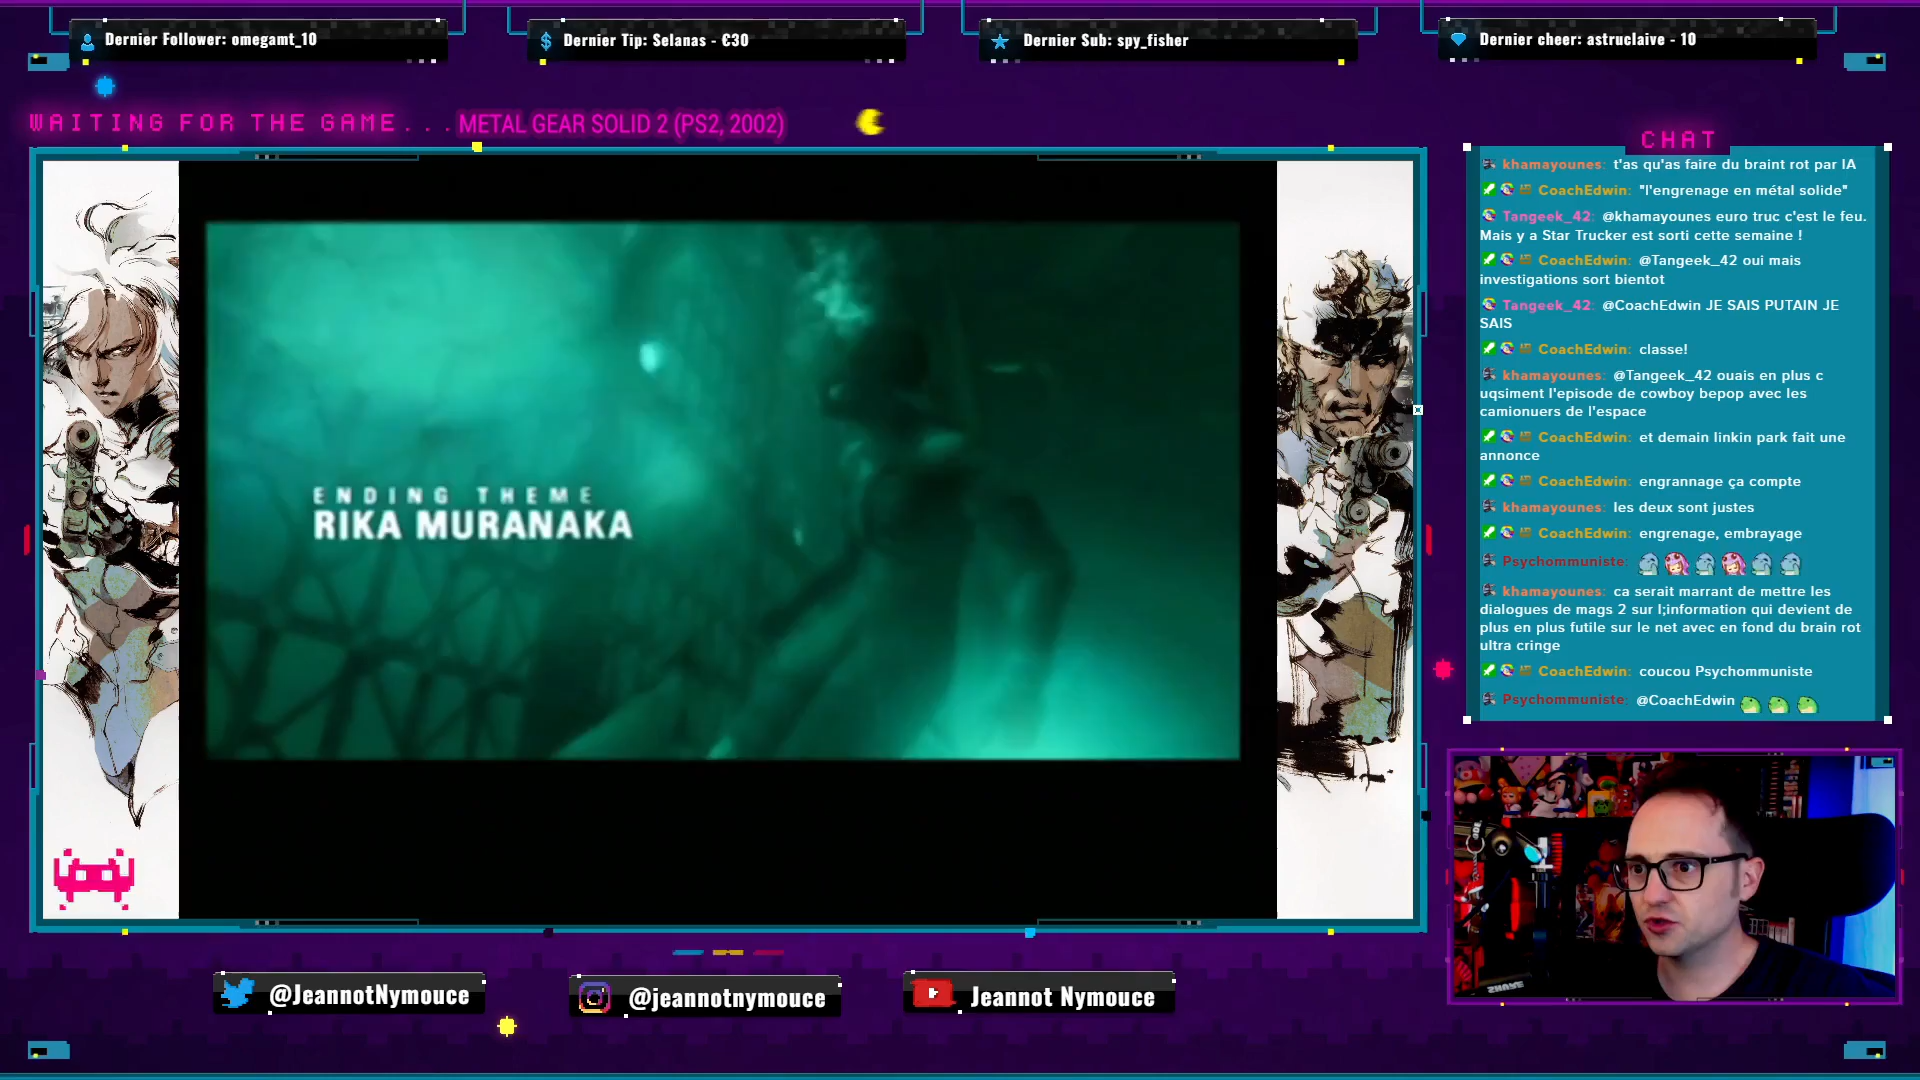 Dernier Follower: omegamt_10
Dernier Tip: Selanas - €30
Dernier Sub: spy_fisher
Dernier cheer: astruclaive - 10
WAITING FOR THE GAME... METAL GEAR SOLID 2 (PS2, 2002)
ENDING THEME
RIKA MURANAKA
CHAT
khamayounes: t'as qu'as faire du braint rot par IA
CoachEdwin: "l'engrenage en métal solide"
Tangeek_42: @khamayounes euro truc c'est le feu.
Mais y a Star Trucker est sorti cette semaine !
CoachEdwin: @Tangeek_42 oui mais
investigations sort bientot
Tangeek_42: @CoachEdwin JE SAIS PUTAIN JE
SAIS
CoachEdwin: classe!
khamayounes: @Tangeek_42 ouais en plus c
uqsiment l'episode de cowboy bepop avec les
camionuers de l'espace
CoachEdwin: et demain linkin park fait une
annonce
CoachEdwin: engrannage ça compte
khamayounes: les deux sont justes
CoachEdwin: engrenage, embrayage
Psychommuniste:
khamayounes: ca serait marrant de mettre les
dialogues de mags 2 sur l;information qui devient de
plus en plus futile sur le net avec en fond du brain rot
ultra cringe
CoachEdwin: coucou Psychommuniste
Psychommuniste: @CoachEdwin
@JeannotNymouce
@jeannotnymouce
Jeannot Nymouce